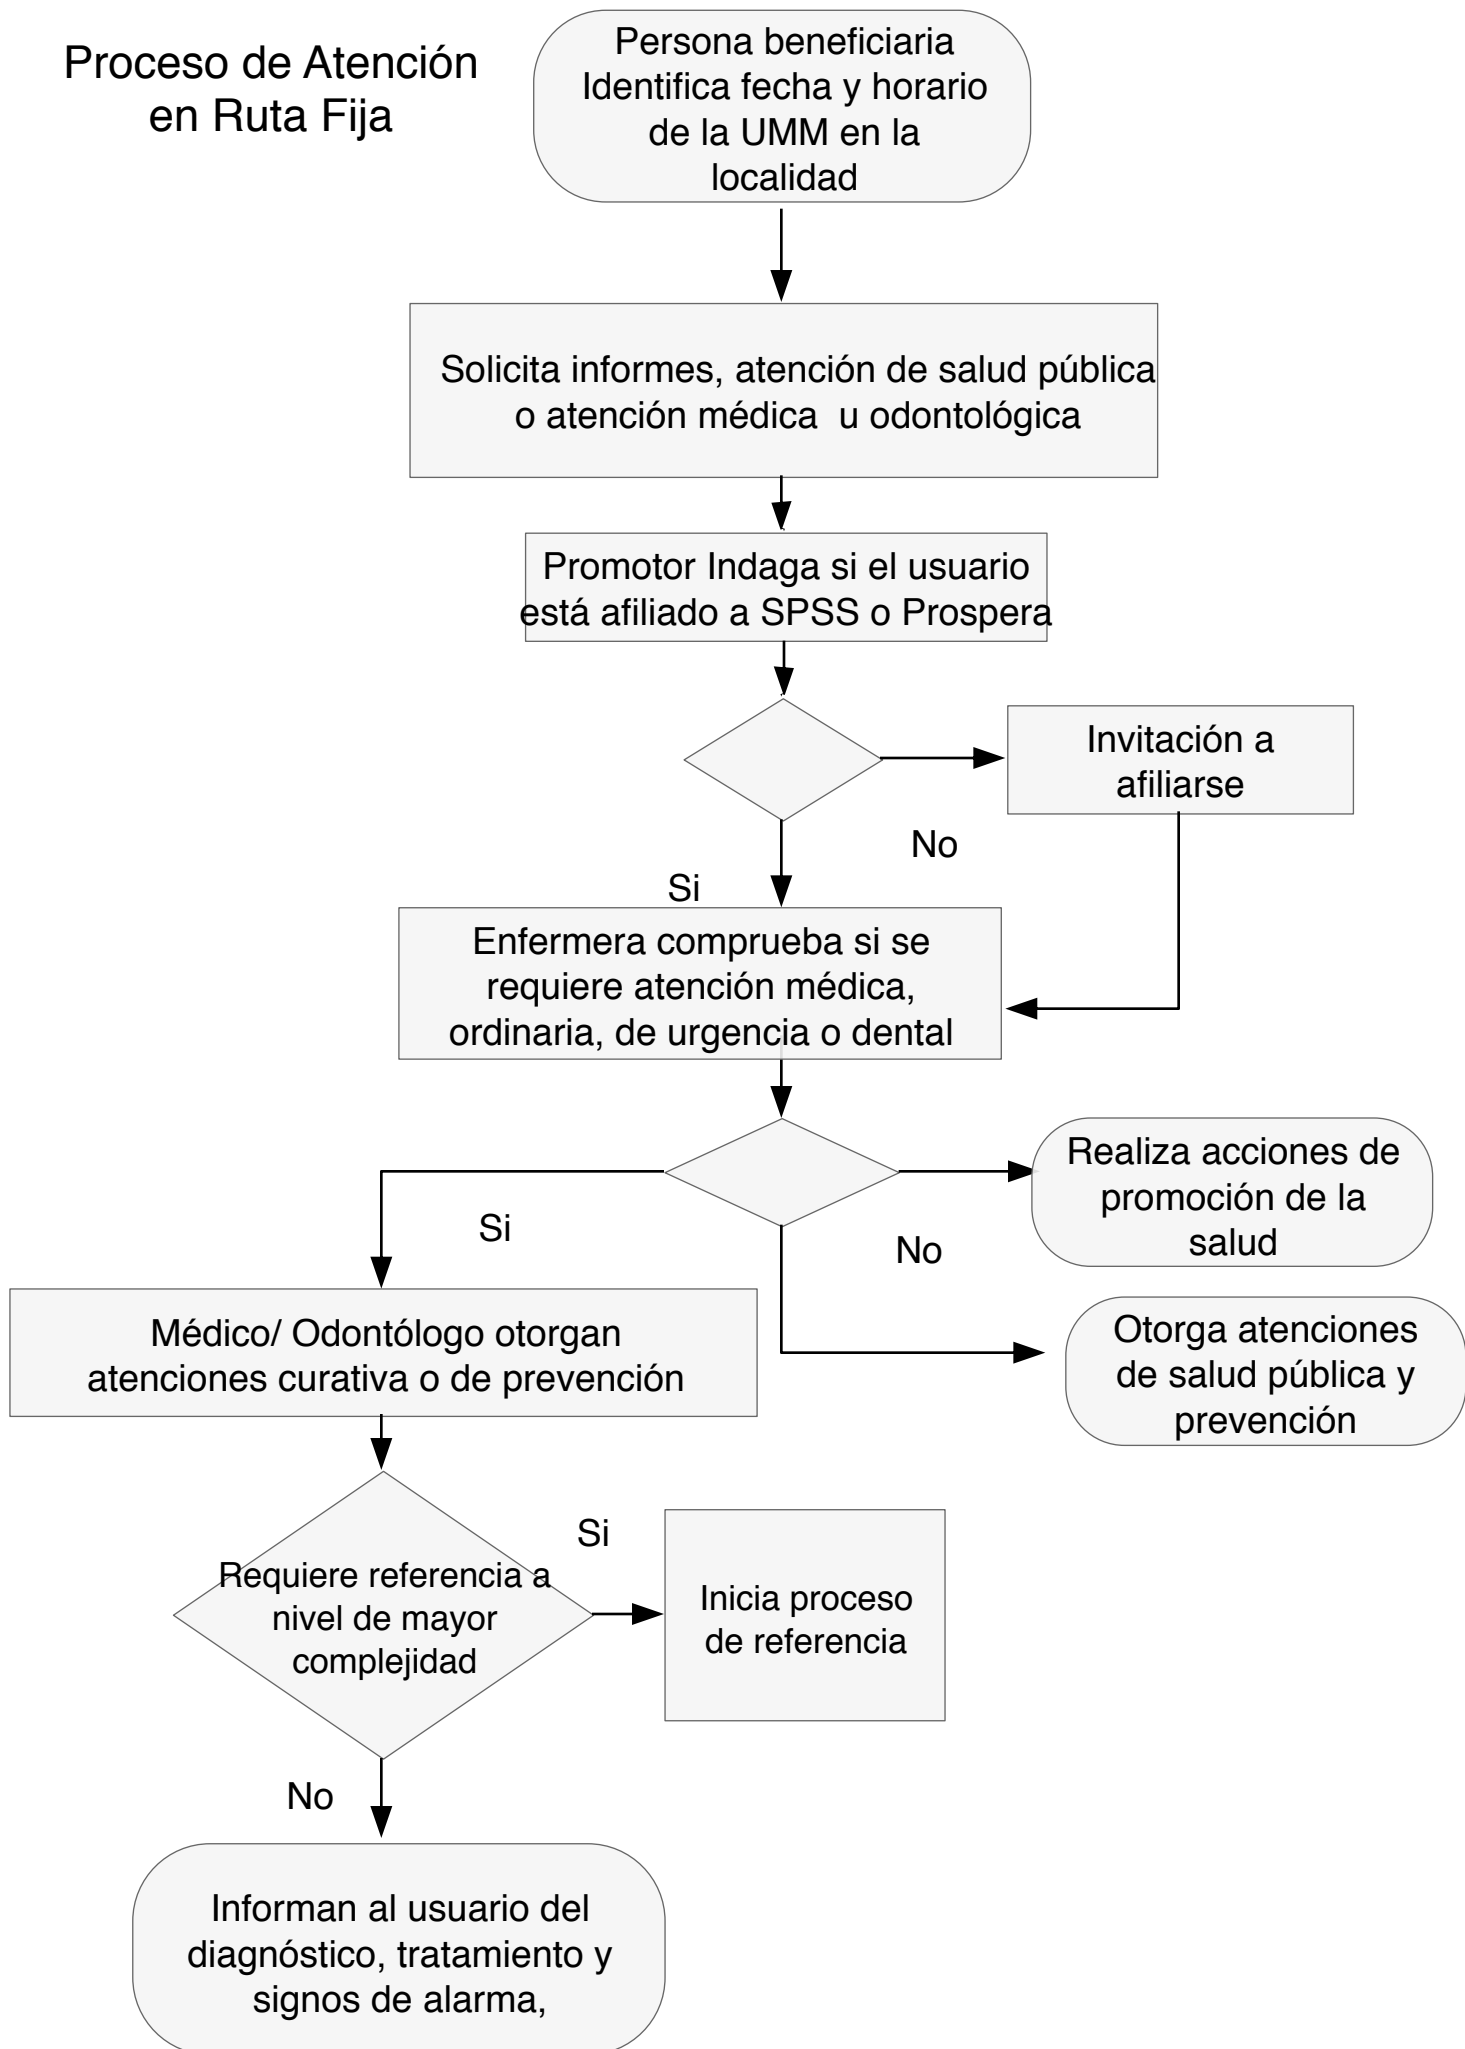 Proceso de Atención
en Ruta Fija
Persona beneficiaria
Identifica fecha y horario
de la UMM en la
localidad
Solicita informes, atención de salud pública
o atención médica  u odontológica
Promotor Indaga si el usuario
está afiliado a SPSS o Prospera
Invitación a
afiliarse
No
Si
Enfermera comprueba si se
requiere atención médica,
ordinaria, de urgencia o dental
Realiza acciones de
promoción de la
salud
Si
No
Otorga atenciones
de salud pública y
prevención
Médico/ Odontólogo otorgan
atenciones curativa o de prevención
Si
Requiere referencia a
nivel de mayor
complejidad
Inicia proceso
de referencia
No
Informan al usuario del
diagnóstico, tratamiento y
signos de alarma,